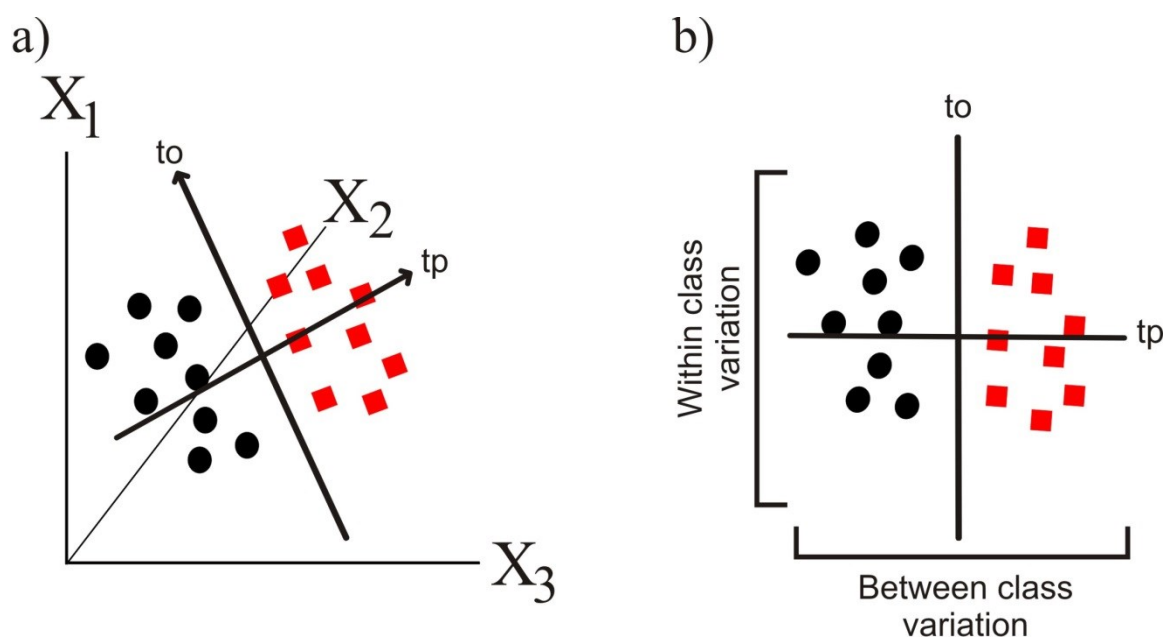 a)
X1
to
X2
tp
X3
b)
to
Within class
variation
tp
Between class
variation